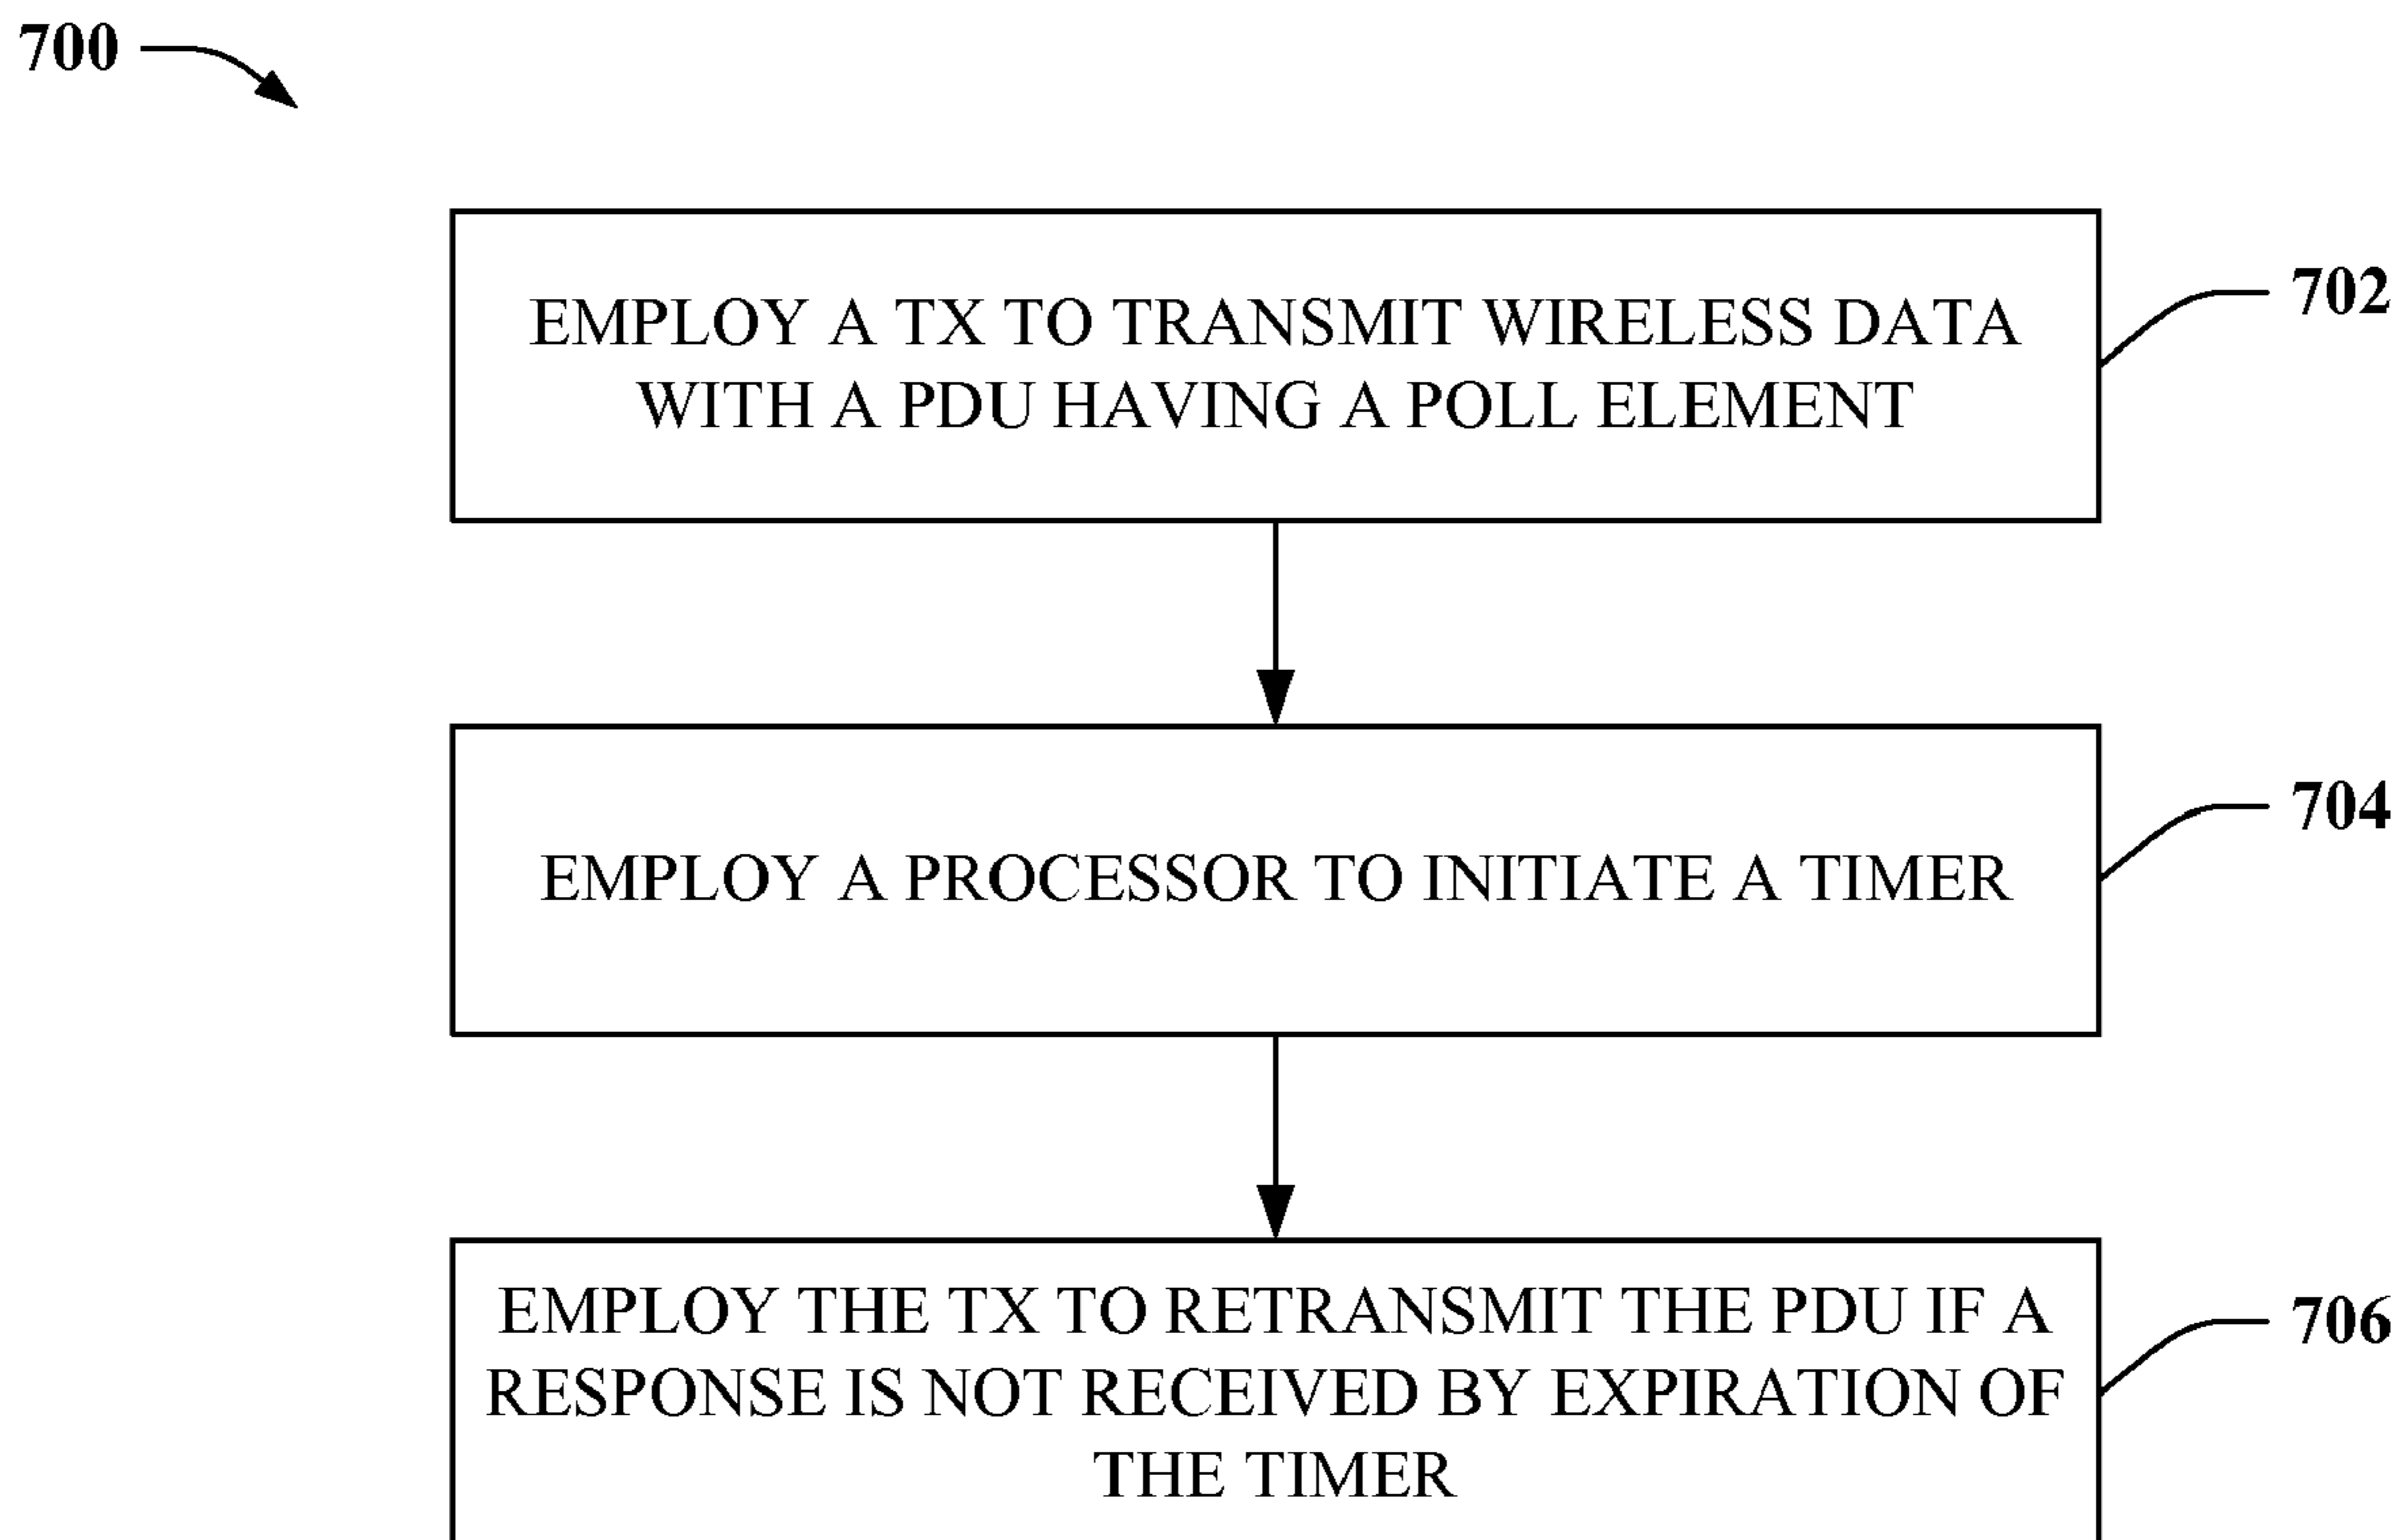 700
EMPLOY A TX TO TRANSMIT WIRELESS DATA
WITH A PDU HAVING A POLL ELEMENT
702
EMPLOY A PROCESSOR TO INITIATE A TIMER
704
EMPLOY THE TX TO RETRANSMIT THE PDU IF A
RESPONSE IS NOT RECEIVED BY EXPIRATION OF
THE TIMER
706